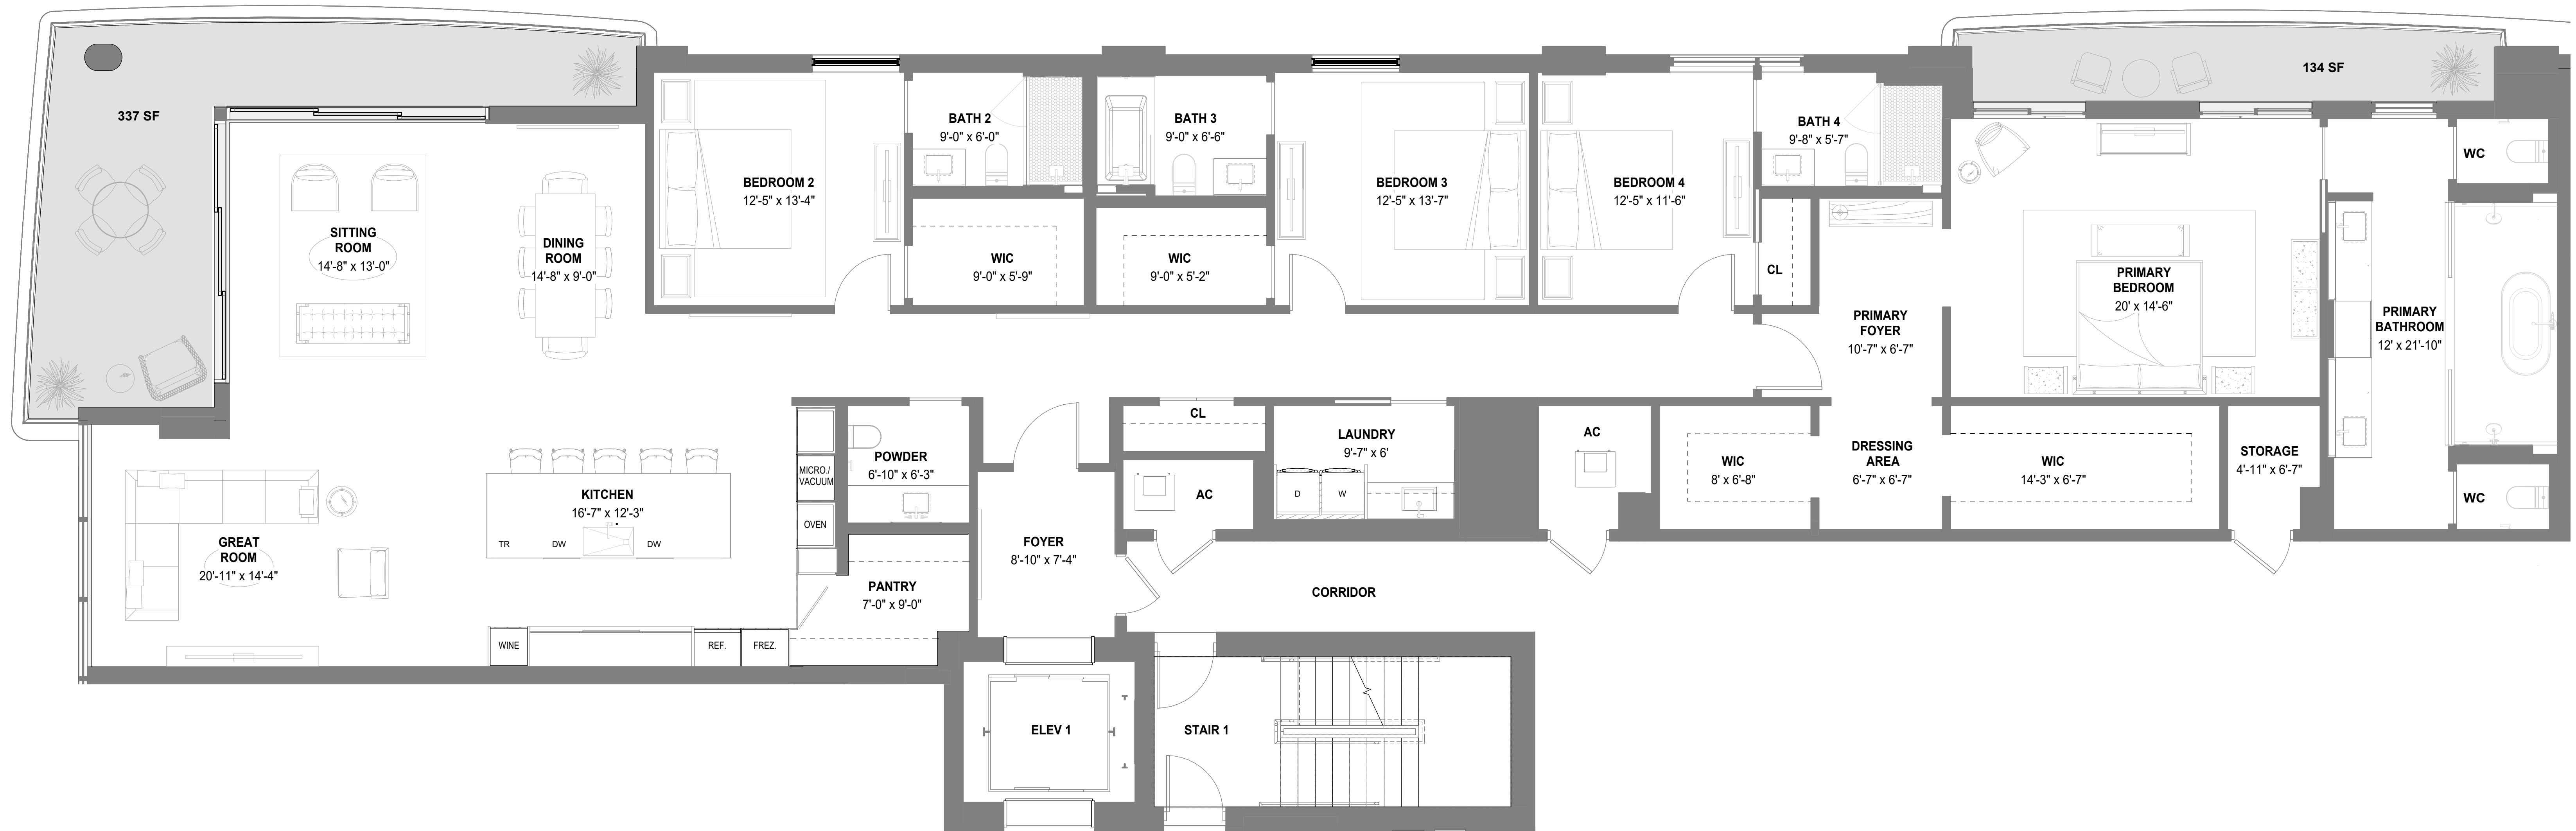 337 SF
134 SF
SITTING
ROOM
14'-8" x 13'-0"
DINING
ROOM
14'-8" x 9'-0"
BEDROOM 2
12'-5" x 13'-4"
BATH 2
9'-0" x 6'-0"
WIC
9'-0" x 5'-9"
BATH 3
9'-0" x 6'-6"
WIC
9'-0" x 5'-2"
BEDROOM 3
12'-5" x 13'-7"
BEDROOM 4
12'-5" x 11'-6"
BATH 4
9'-8" x 5'-7"
CL
PRIMARY
FOYER
10'-7" x 6'-7"
PRIMARY
BEDROOM
20' x 14'-6"
PRIMARY
BATHROOM
12' x 21'-10"
WC
WC
GREAT
ROOM
20'-11" x 14'-4"
KITCHEN
16'-7" x 12'-3"
TR
DW
DW
WINE
REF.
FREZ.
MICRO./
VACUUM
OVEN
POWDER
6'-10" x 6'-3"
PANTRY
7'-0" x 9'-0"
FOYER
8'-10" x 7'-4"
CL
AC
LAUNDRY
9'-7" x 6'
D
W
AC
WIC
8' x 6'-8"
DRESSING
AREA
6'-7" x 6'-7"
WIC
14'-3" x 6'-7"
STORAGE
4'-11" x 6'-7"
CORRIDOR
ELEV 1
STAIR 1